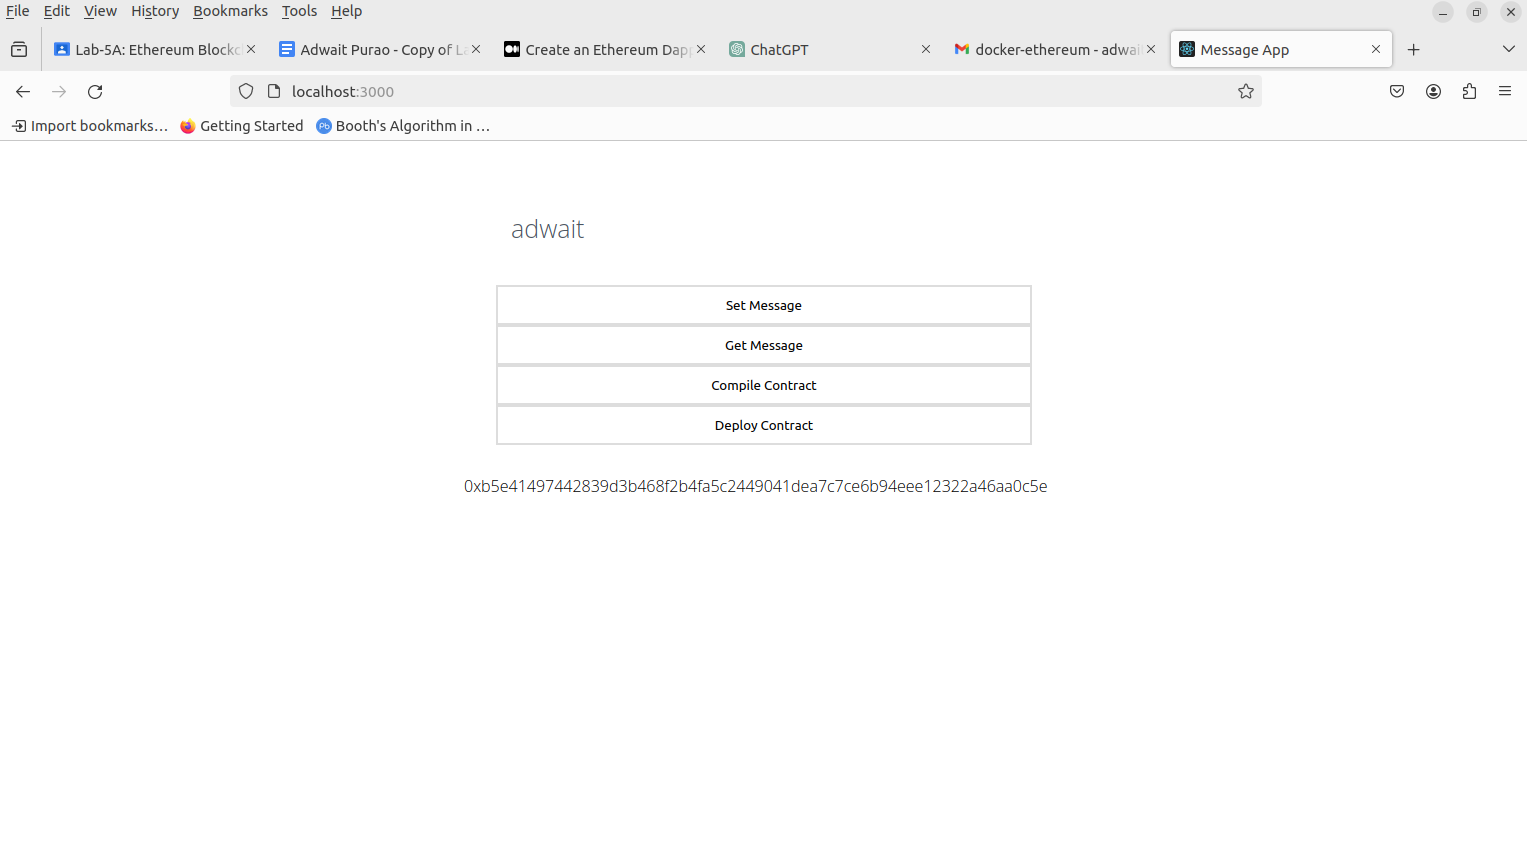 File Edit View History Bookmarks Tools Help
Lab-5A: Ethereum Blockc Adwait Purao - Copy of L Create an Ethereum Dap ChatGPT docker-ethereum - adwai Message App
localhost:3000
Import bookmarks… Getting Started Booth's Algorithm in …
adwait
Set Message
Get Message
Compile Contract
Deploy Contract
0xb5e41497442839d3b468f2b4fa5c2449041dea7c7ce6b94eee12322a46aa0c5e